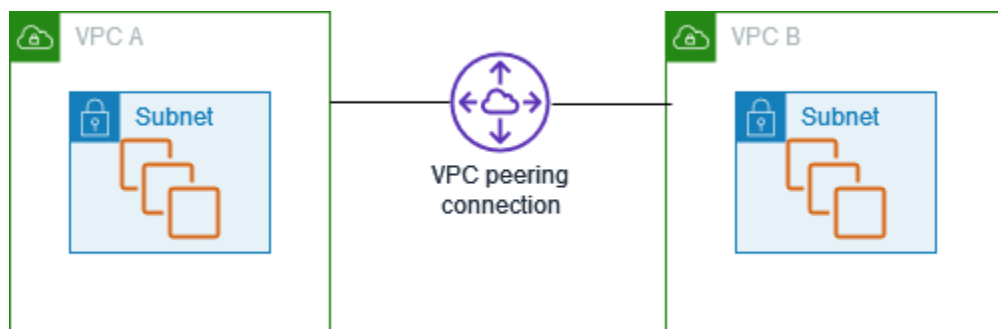 VPC A
VPC B
Subnet
Subnet
VPC peering
connection